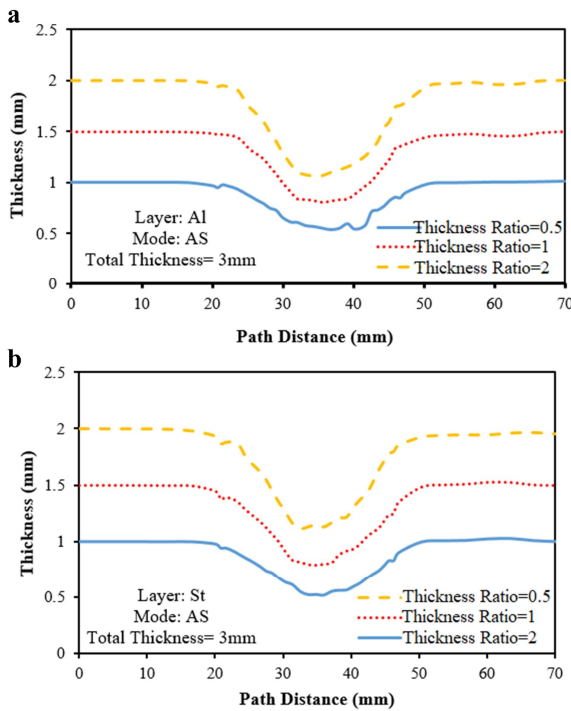 a
2.5
2
1.5
1
0.5
0
Thickness (mm)
Layer: Al
Mode: AS
Total Thickness= 3mm
Thickness Ratio=0.5
Thickness Ratio=1
Thickness Ratio=2
0 10 20 30 40 50 60 70
Path Distance (mm)
b
2.5
2
1.5
1
0.5
0
Thickness (mm)
Layer: St
Mode: AS
Total Thickness= 3mm
Thickness Ratio=0.5
Thickness Ratio=1
Thickness Ratio=2
0 10 20 30 40 50 60 70
Path Distance (mm)